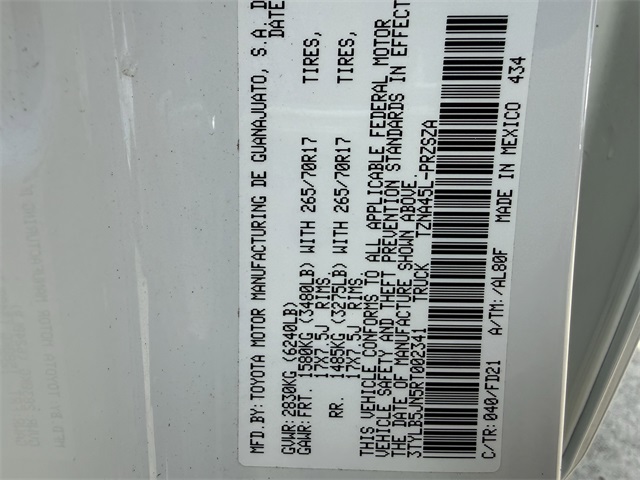 MFD.BY: TOYOTA MOTOR MANUFACTURING DE GUANAJUATO, S.A.D
DATE
GVWR: 2830KG (6240LB)
GAWR: FRT. 1580KG (3480LB) WITH 265/70R17 TIRES,
17X7.5J RIMS
RR. 1485KG (3275LB) WITH 265/70R17 TIRES,
17X7.5J RIMS
THIS VEHICLE CONFORMS TO ALL APPLICABLE FEDERAL MOTOR
VEHICLE SAFETY AND THEFT PREVENTION STANDARDS IN EFFECT
THE DATE OF MANUFACTURE SHOWN ABOVE.
3TYLB5JN5RT002341 TRUCK TZNA45L-PRZSZA
C/TR: 040/FD21 A/TM: /AL80F MADE IN MEXICO 434